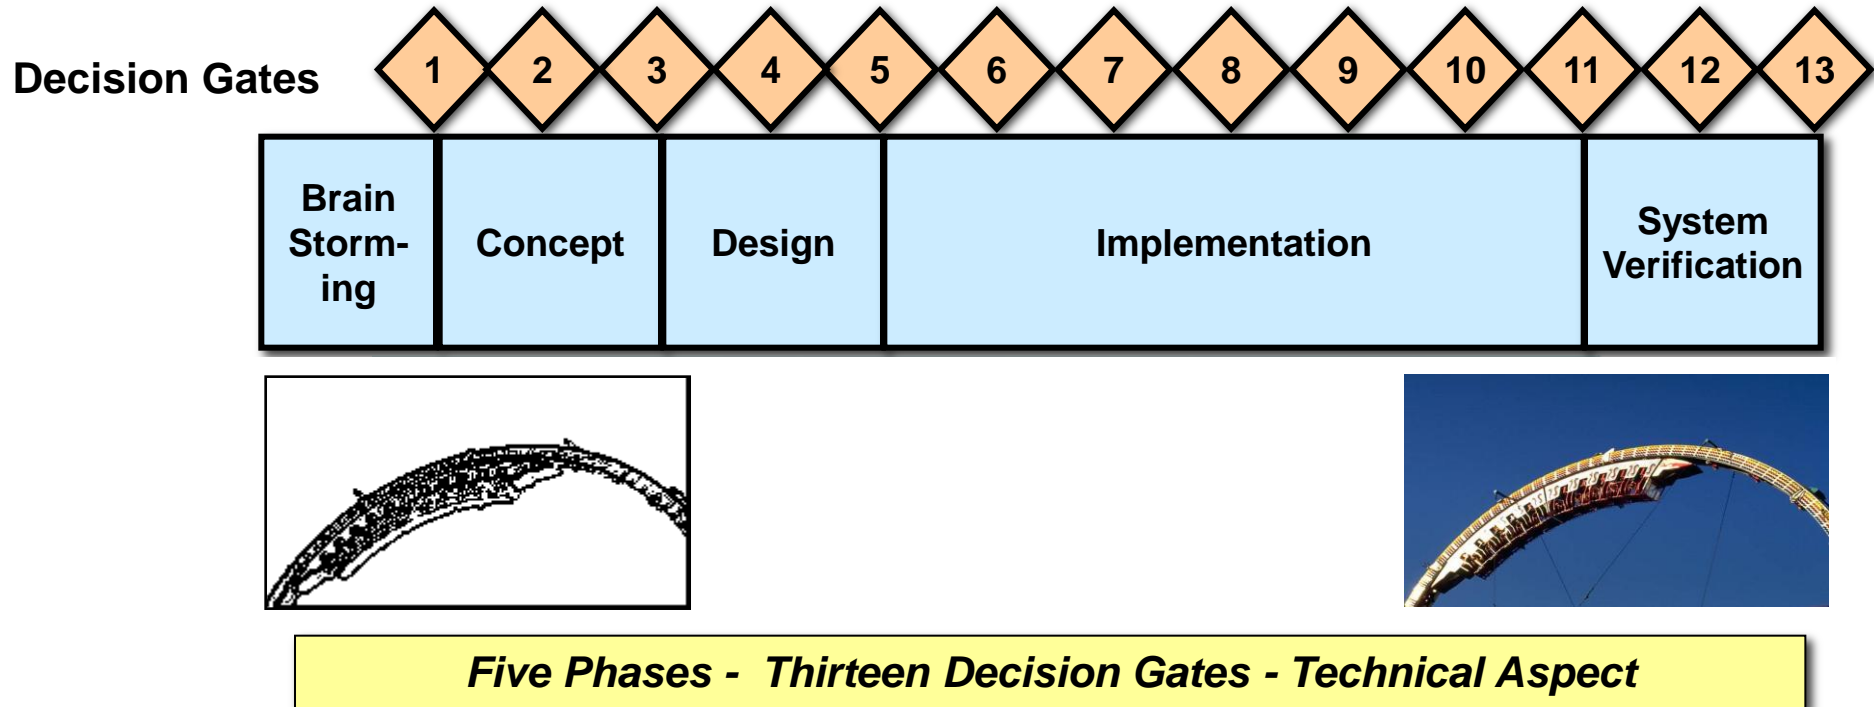 Decision Gates
1 2 3 4 5 6 7 8 9 10 11 12 13
Brain
Storm-
ing
Concept
Design
Implementation
System
Verification
Five Phases - Thirteen Decision Gates - Technical Aspect